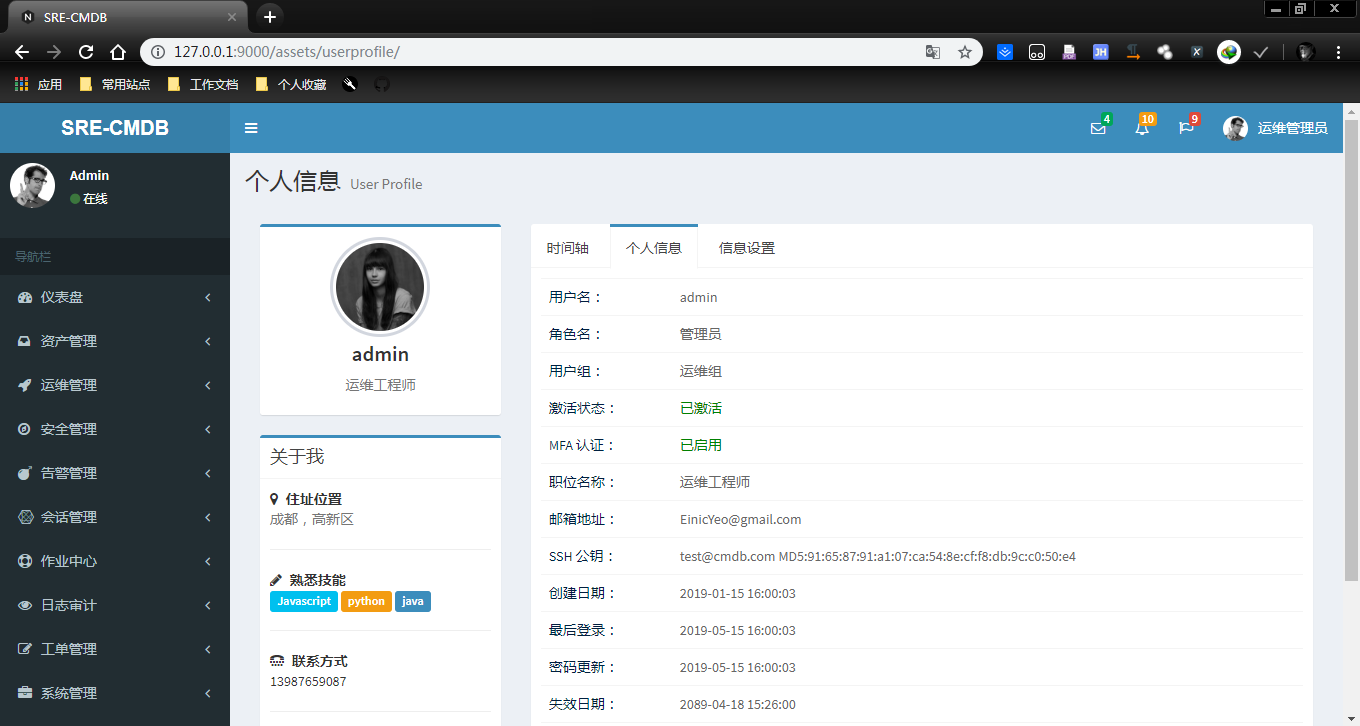 SRE-CMDB
127.0.0.1:9000/assets/userprofile/
应用 常用站点 工作文档 个人收藏
SRE-CMDB
4 10 9 运维管理员
Admin
在线
导航栏
仪表盘
资产管理
运维管理
安全管理
告警管理
会话管理
作业中心
日志审计
工单管理
系统管理
个人信息 User Profile
admin
运维工程师
关于我
住址位置
成都，高新区
熟悉技能
Javascript python java
联系方式
13987659087
时间轴 个人信息 信息设置
用户名： admin
角色名： 管理员
用户组： 运维组
激活状态： 已激活
MFA 认证： 已启用
职位名称： 运维工程师
邮箱地址： EinicYeo@gmail.com
SSH 公钥： test@cmdb.com MD5:91:65:87:91:a1:07:ca:54:8e:cf:f8:db:9c:c0:50:e4
创建日期： 2019-01-15 16:00:03
最后登录： 2019-05-15 16:00:03
密码更新： 2019-05-15 16:00:03
失效日期： 2089-04-18 15:26:00